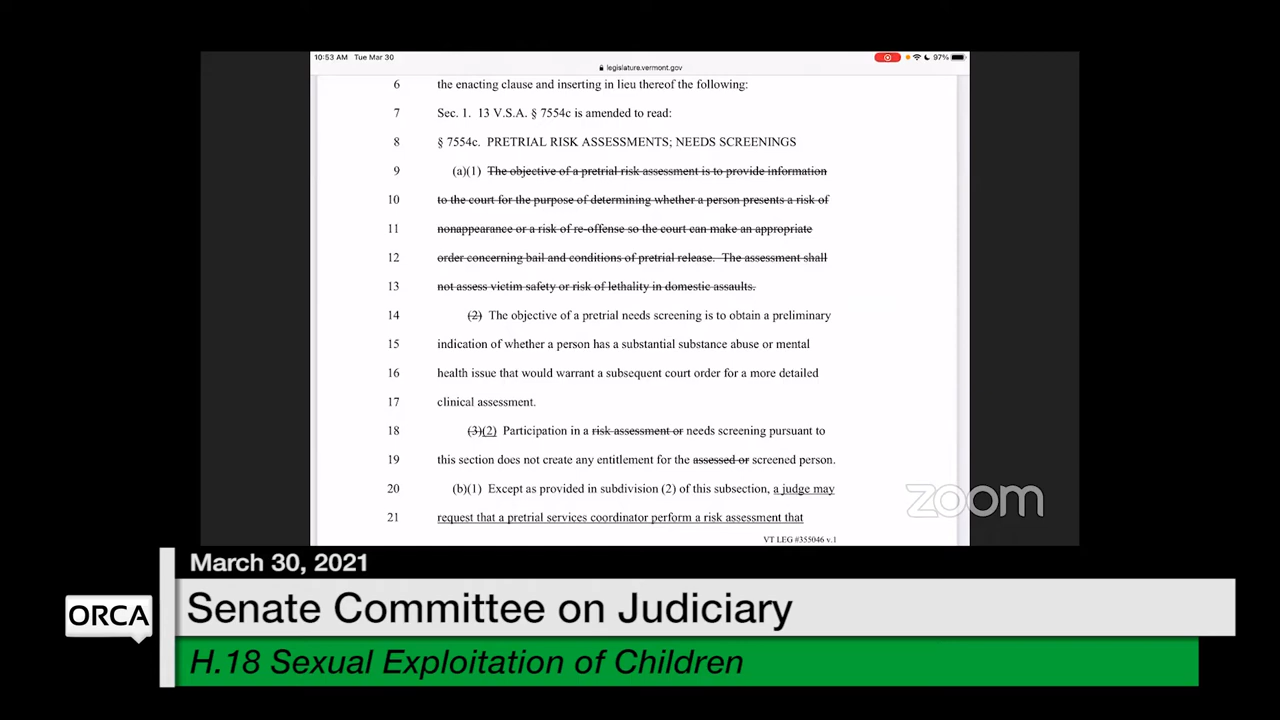 10:53 AM Tue Mar 30
97%
legislature.vermont.gov
6 the enacting clause and inserting in lieu thereof the following:
7 Sec. 1. 13 V.S.A. § 7554c is amended to read:
8 § 7554c. PRETRIAL RISK ASSESSMENTS; NEEDS SCREENINGS
9 (a)(1) The objective of a pretrial risk assessment is to provide information
10 to the court for the purpose of determining whether a person presents a risk of
11 nonappearance or a risk of re-offense so the court can make an appropriate
12 order concerning bail and conditions of pretrial release. The assessment shall
13 not assess victim safety or risk of lethality in domestic assaults.
14 (2) The objective of a pretrial needs screening is to obtain a preliminary
15 indication of whether a person has a substantial substance abuse or mental
16 health issue that would warrant a subsequent court order for a more detailed
17 clinical assessment.
18 (3)(2) Participation in a risk assessment or needs screening pursuant to
19 this section does not create any entitlement for the assessed or screened person.
20 (b)(1) Except as provided in subdivision (2) of this subsection, a judge may
21 request that a pretrial services coordinator perform a risk assessment that
VT LEG #355046 v.1
zoom
March 30, 2021
ORCA
Senate Committee on Judiciary
H.18 Sexual Exploitation of Children